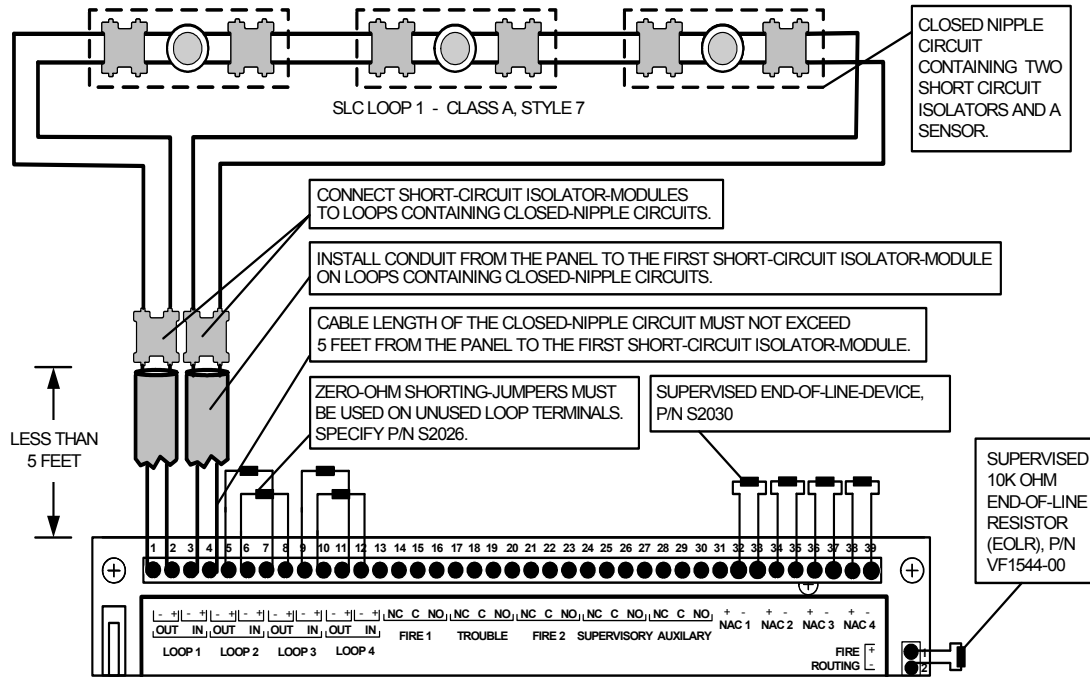 CLOSED NIPPLE
CIRCUIT
CONTAINING TWO
SHORT CIRCUIT
ISOLATORS AND A
SENSOR.
SLC LOOP 1 - CLASS A, STYLE 7
CONNECT SHORT-CIRCUIT ISOLATOR-MODULES
TO LOOPS CONTAINING CLOSED-NIPPLE CIRCUITS.
INSTALL CONDUIT FROM THE PANEL TO THE FIRST SHORT-CIRCUIT ISOLATOR-MODULE
ON LOOPS CONTAINING CLOSED-NIPPLE CIRCUITS.
CABLE LENGTH OF THE CLOSED-NIPPLE CIRCUIT MUST NOT EXCEED
5 FEET FROM THE PANEL TO THE FIRST SHORT-CIRCUIT ISOLATOR-MODULE.
ZERO-OHM SHORTING-JUMPERS MUST
BE USED ON UNUSED LOOP TERMINALS.
SPECIFY P/N S2026.
SUPERVISED END-OF-LINE-DEVICE,
P/N S2030
LESS THAN
5 FEET
SUPERVISED
10K OHM
END-OF-LINE
RESISTOR
(EOLR), P/N
VF1544-00
1 2 3 4 5 6 7 8 9 10 11 12 13 14 15 16 17 18 19 20 21 22 23 24 25 26 27 28 29 30 31 32 33 34 35 36 37 38 39
- + - + - + - + - + - + - + - + NC C NO NC C NO NC C NO NC C NO NC C NO + - + - + - + -
OUT IN OUT IN OUT IN OUT IN FIRE 1 TROUBLE FIRE 2 SUPERVISORY AUXILARY NAC 1 NAC 2 NAC 3 NAC 4
LOOP 1 LOOP 2 LOOP 3 LOOP 4
FIRE + 1
ROUTING - 2